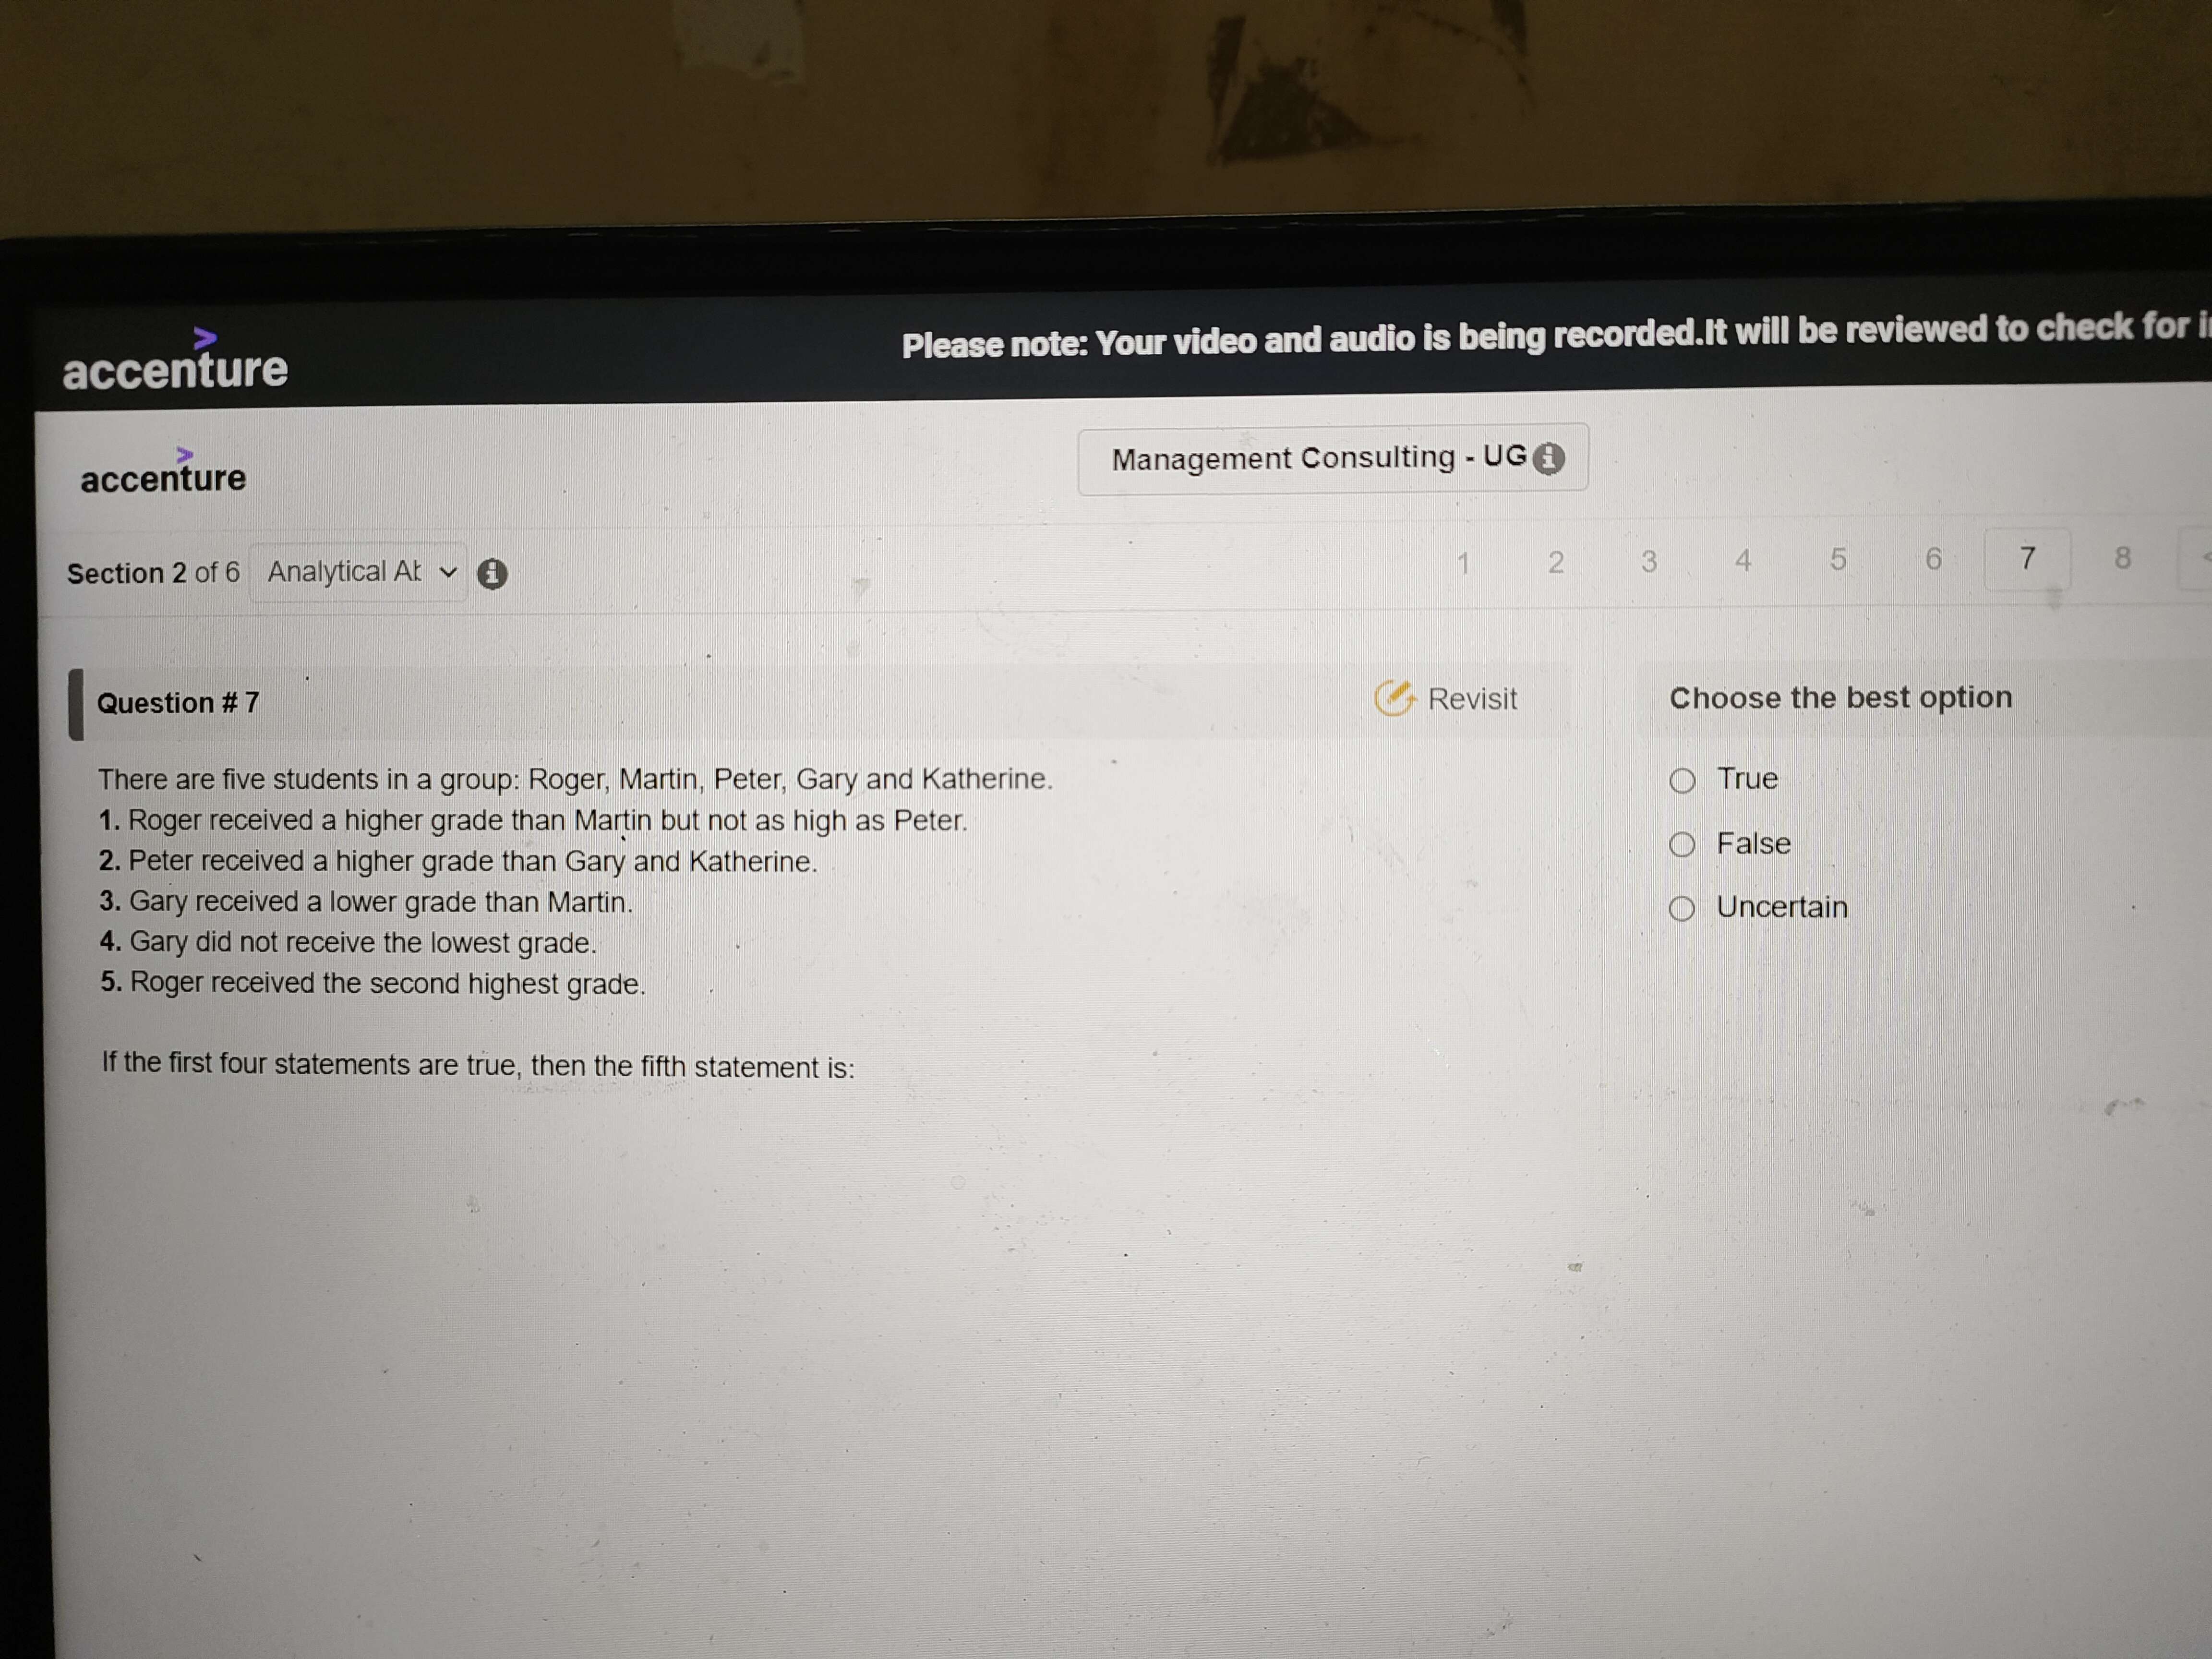 accenture
Please note: Your video and audio is being recorded.It will be reviewed to check for
accenture
Management Consulting - UG
Section 2 of 6 Analytical At
1 2 3 4 5 6 7 8
Question # 7
Revisit
Choose the best option
There are five students in a group: Roger, Martin, Peter, Gary and Katherine.
1. Roger received a higher grade than Martin but not as high as Peter.
2. Peter received a higher grade than Gary and Katherine.
3. Gary received a lower grade than Martin.
4. Gary did not receive the lowest grade.
5. Roger received the second highest grade.
If the first four statements are true, then the fifth statement is:
True
False
Uncertain